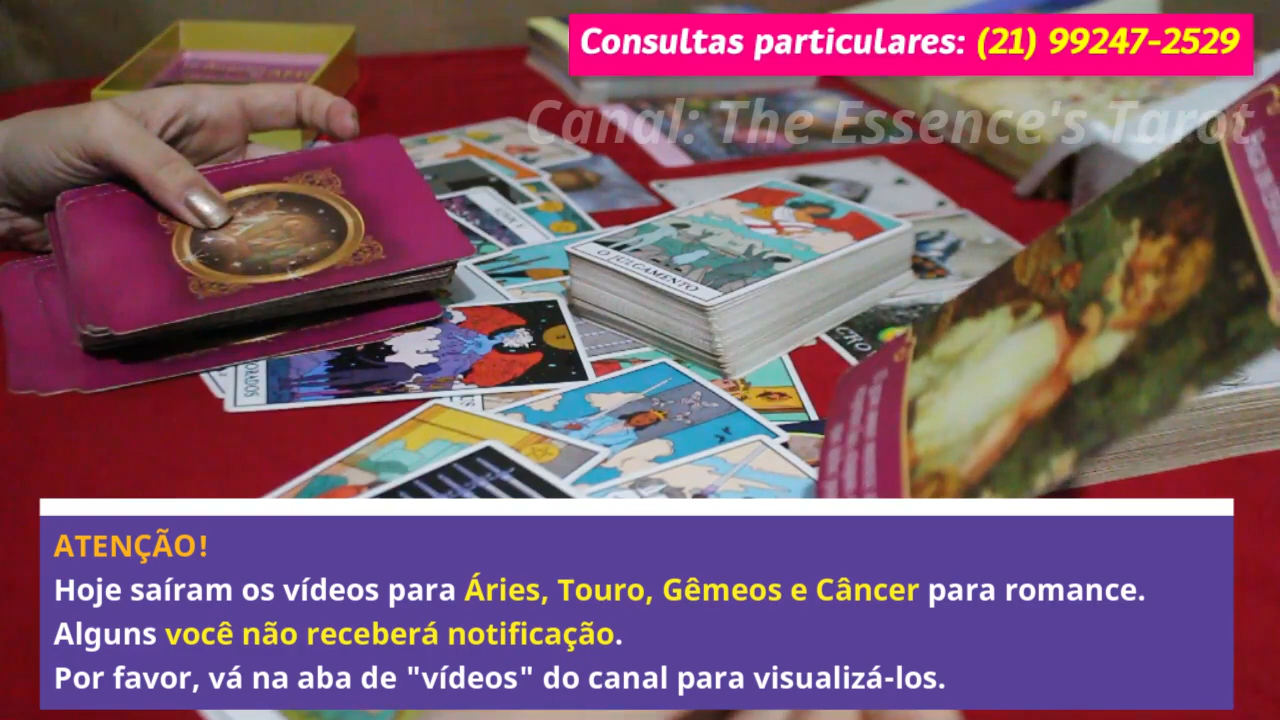 Consultas particulares: (21) 99247-2529
Canal: The Essence's Tarot
O JULGAMENTO
ATENÇÃO!
Hoje saíram os vídeos para Áries, Touro, Gêmeos e Câncer para romance.
Alguns você não receberá notificação.
Por favor, vá na aba de "vídeos" do canal para visualizá-los.